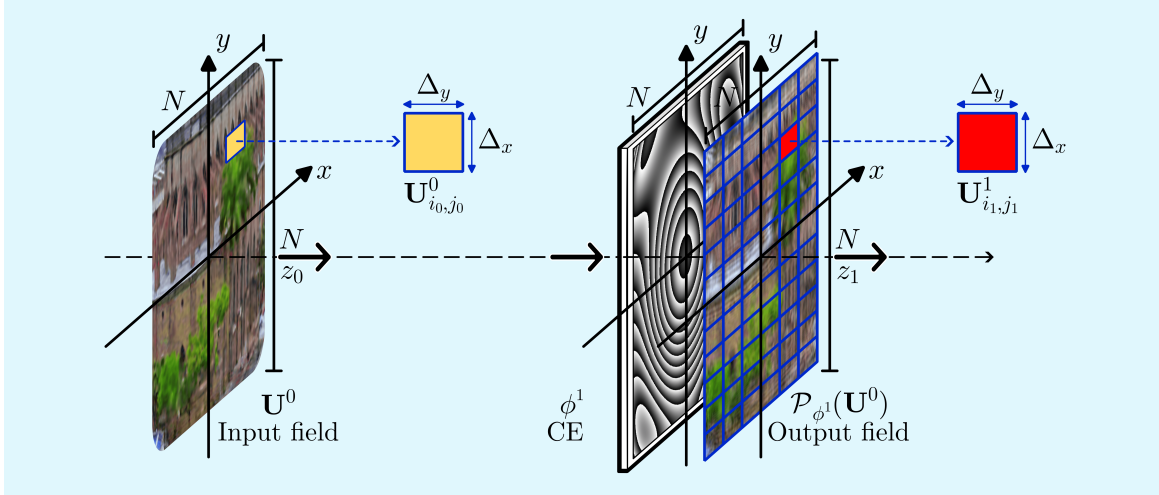 y
N
Δ_y
Δ_x
U^0_{i_0,j_0}
x
N
z_0
U^0
Input field
y
N
N
Δ_y
Δ_x
U^1_{i_1,j_1}
x
N
z_1
ϕ^1
CE
𝒫_{ϕ^1}(U^0)
Output field